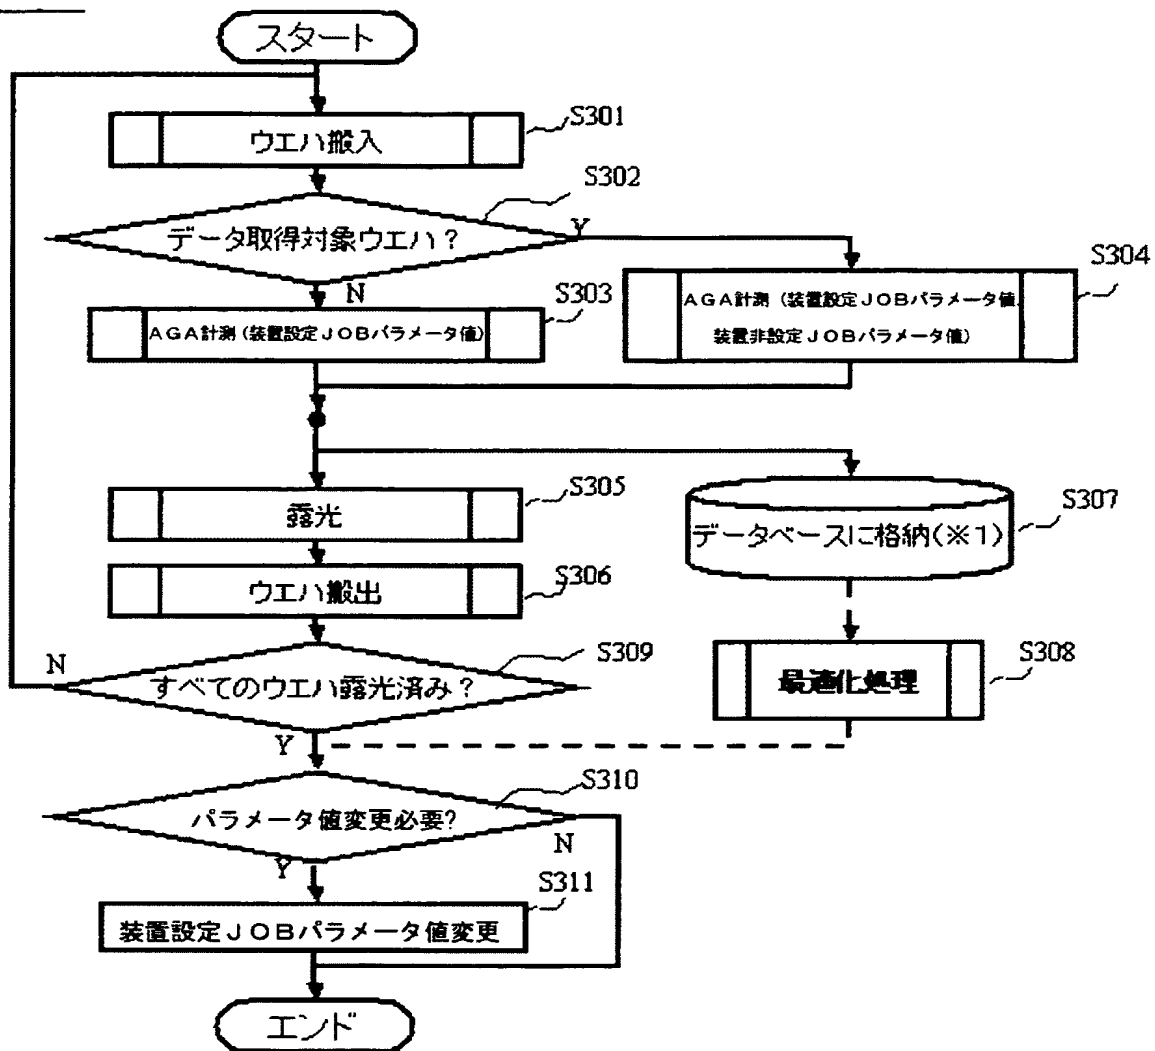 スタート
ウエハ搬入
S301
S302
データ取得対象ウエハ?
Y
N
S303
AGA計測(装置設定JOBパラメータ値)
S304
AGA計測(装置設定JOBパラメータ値
装置非設定JOBパラメータ値)
露光
S305
データベースに格納(※1)
S307
ウエハ搬出
S306
すべてのウエハ露光済み?
S309
N
Y
最適化処理
S308
パラメータ値変更必要?
S310
N
Y
装置設定JOBパラメータ値変更
S311
エンド